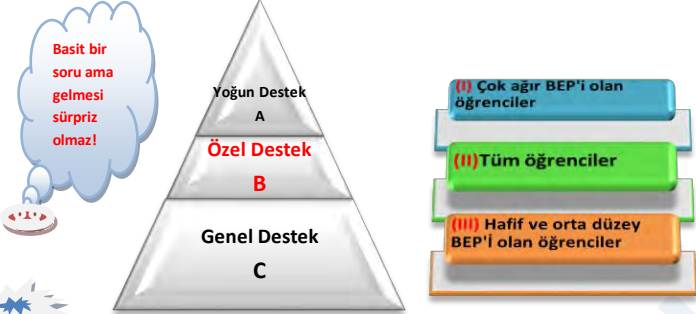 Basit bir
soru ama
gelmesi
sürpriz
olmaz!
Yoğun Destek
A
Özel Destek
B
Genel Destek
C
(I) Çok ağır BEP'i olan
öğrenciler
(II)Tüm öğrenciler
(III) Hafif ve orta düzey
BEP'İ olan öğrenciler